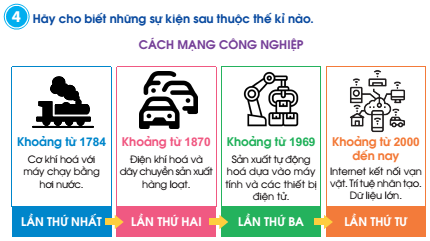 4 Hãy cho biết những sự kiện sau thuộc thế kỉ nào.
CÁCH MẠNG CÔNG NGHIỆP
Khoảng từ 1784
Cơ khí hoá với
máy chạy bằng
hơi nước.
LẦN THỨ NHẤT
Khoảng từ 1870
Điện khí hoá và
dây chuyền sản xuất
hàng loạt.
LẦN THỨ HAI
Khoảng từ 1969
Sản xuất tự động
hoá dựa vào máy
tính và các thiết bị
điện tử.
LẦN THỨ BA
Khoảng từ 2000
đến nay
Internet kết nối vạn
vật. Trí tuệ nhân tạo.
Dữ liệu lớn.
LẦN THỨ TƯ